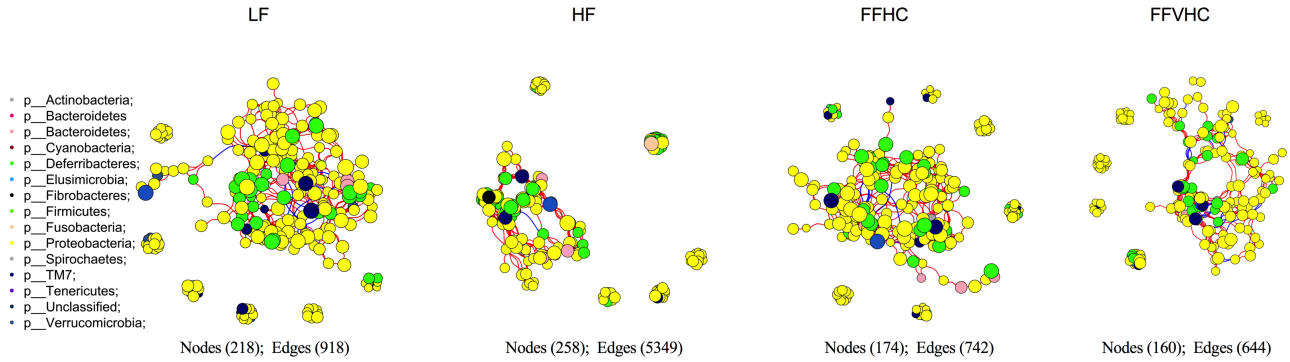 LF HF FFHC FFVHC
p__Actinobacteria;
p__Bacteroidetes
p__Bacteroidetes;
p__Cyanobacteria;
p__Deferribacteres;
p__Elusimicrobia;
p__Fibrobacteres;
p__Firmicutes;
p__Fusobacteria;
p__Proteobacteria;
p__Spirochaetes;
p__TM7;
p__Tenericutes;
p__Unclassified;
p__Verrucomicrobia;
Nodes (218); Edges (918) Nodes (258); Edges (5349) Nodes (174); Edges (742) Nodes (160); Edges (644)